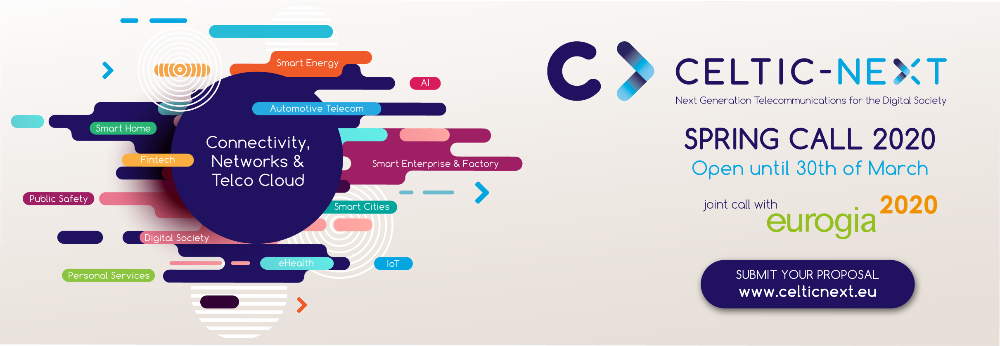 Smart Energy
AI
Automotive Telecom
Smart Home
Connectivity,
Networks &
Telco Cloud
Fintech
Smart Enterprise & Factory
Public Safety
Smart Cities
Digital Society
eHealth
IoT
Personal Services
CELTIC-NEXT
Next Generation Telecommunications for the Digital Society
SPRING CALL 2020
Open until 30th of March
joint call with
eurogia 2020
SUBMIT YOUR PROPOSAL
www.celticnext.eu